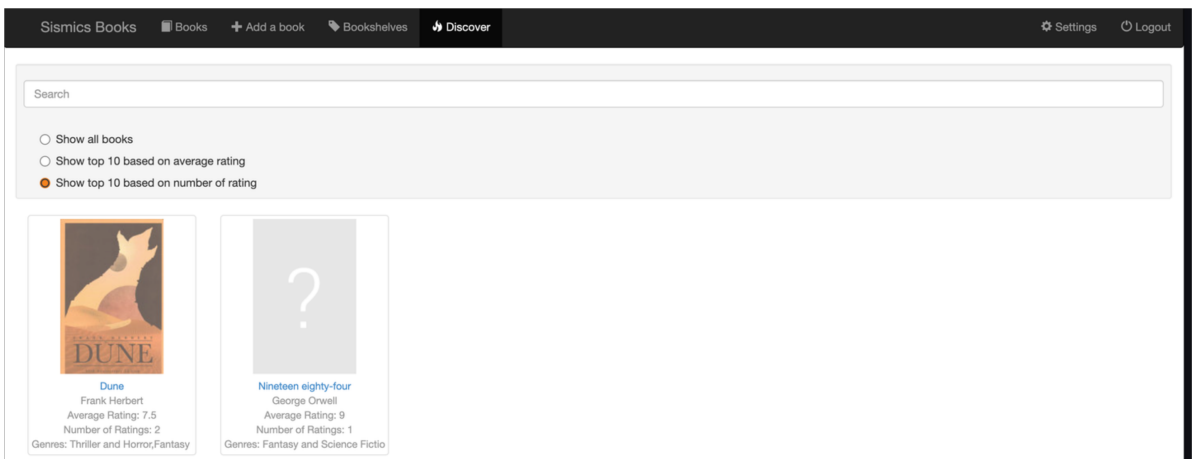 Sismics Books Books Add a book Bookshelves Discover Settings Logout
Search
Show all books
Show top 10 based on average rating
Show top 10 based on number of rating
DUNE
Dune
Frank Herbert
Average Rating: 7.5
Number of Ratings: 2
Genres: Thriller and Horror,Fantasy
?
Nineteen eighty-four
George Orwell
Average Rating: 9
Number of Ratings: 1
Genres: Fantasy and Science Fictio